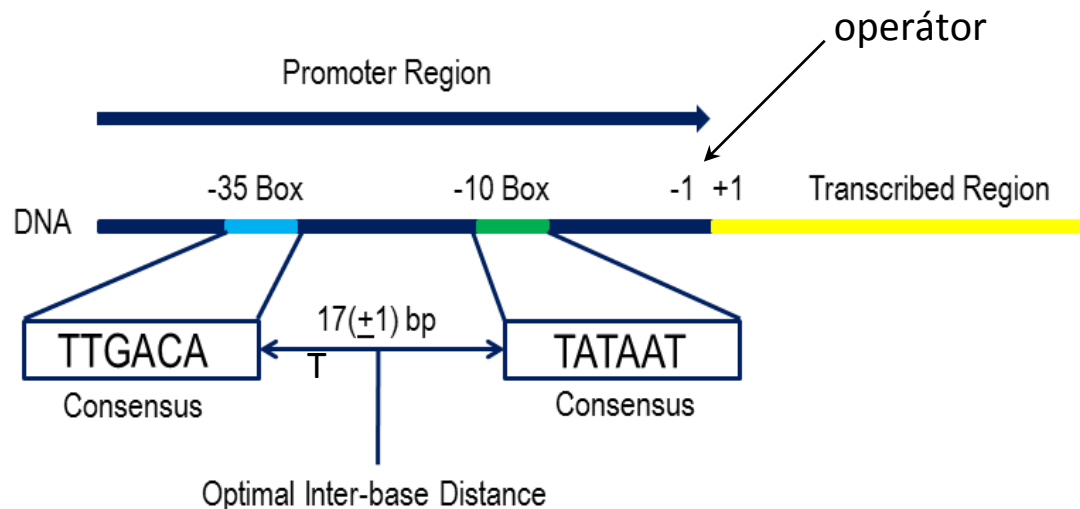 operátor
Promoter Region
-35 Box
-10 Box
-1 +1
Transcribed Region
DNA
17(±1) bp
TTGACA
T
TATAAT
Consensus
Consensus
Optimal Inter-base Distance